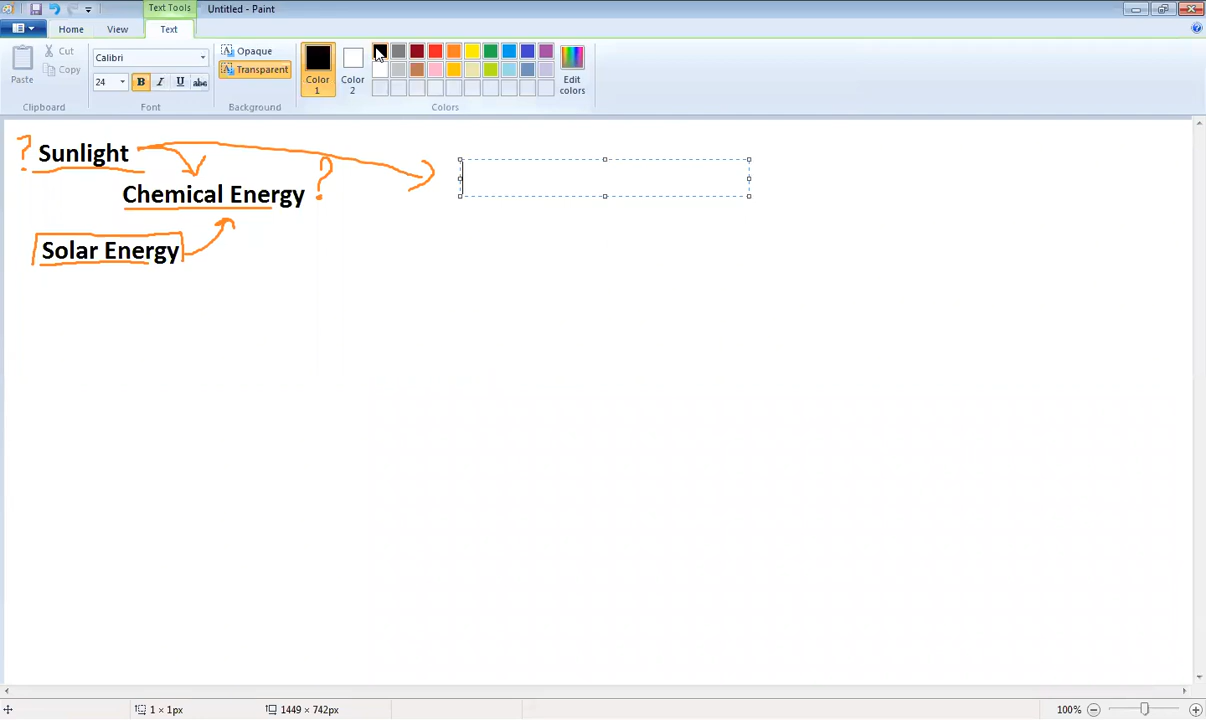 Text Tools
Untitled - Paint
Home
View
Text
Paste
Cut
Copy
Clipboard
Calibri
24
B I U abc
Font
Opaque
Transparent
Background
Color 1
Color 2
Edit colors
Colors
? Sunlight
Chemical Energy ?
Solar Energy
1 × 1px
1449 × 742px
100%